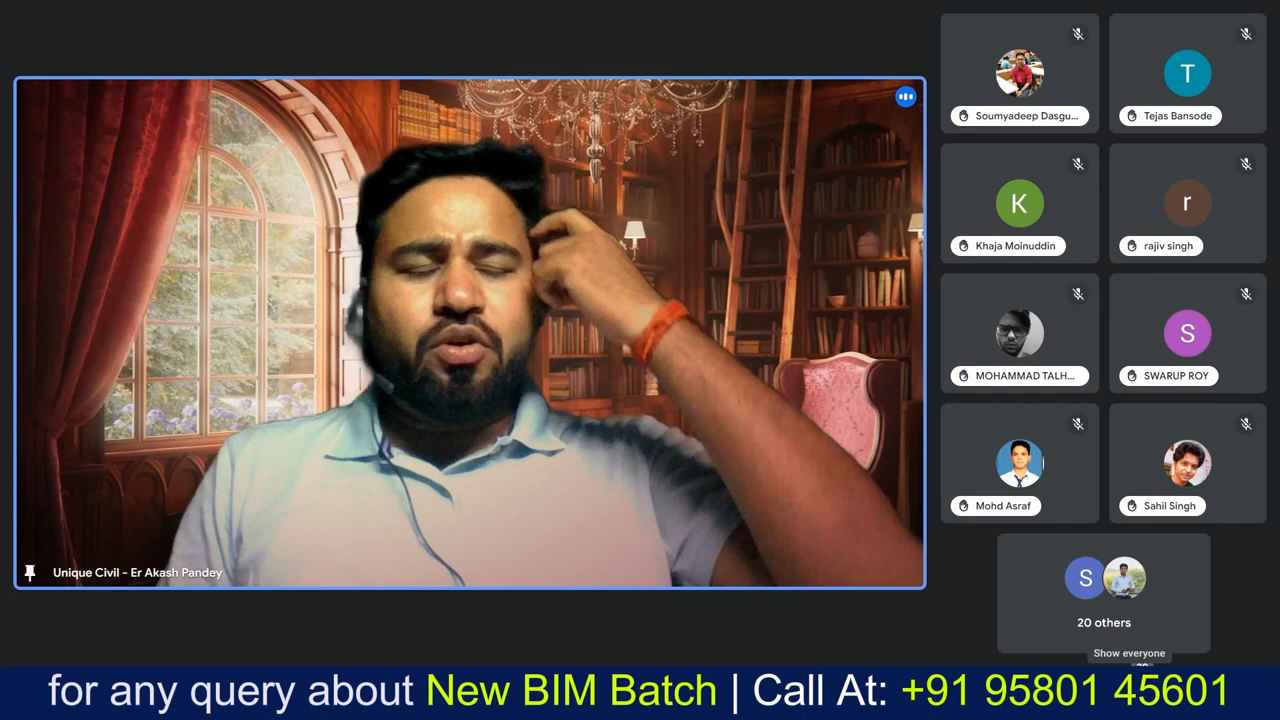 Soumyadeep Dasgu...
T
Tejas Bansode
K
Khaja Moinuddin
r
rajiv singh
MOHAMMAD TALH...
S
SWARUP ROY
Mohd Asraf
Sahil Singh
S
20 others
Show everyone
Unique Civil - Er Akash Pandey
for any query about New BIM Batch | Call At: +91 95801 45601